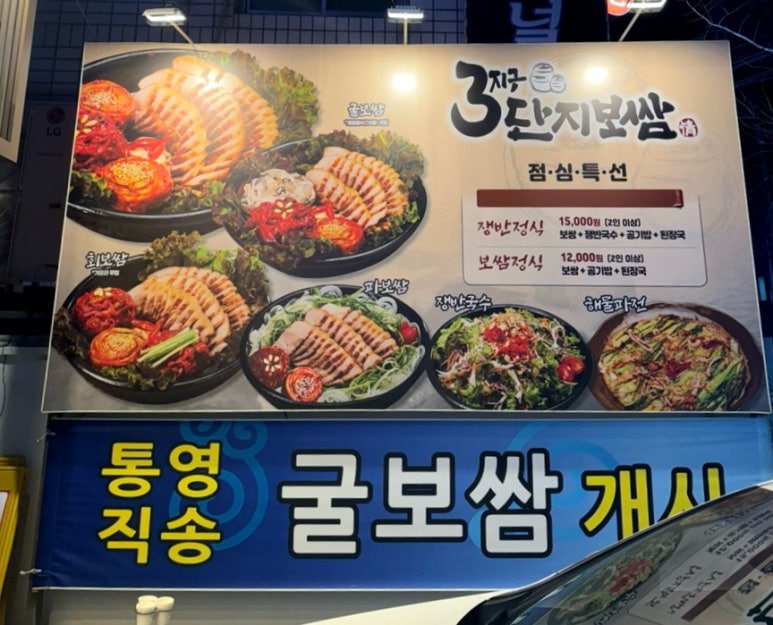 널
LG
3지구
단지보쌈
情
점·심·특·선
쟁반정식 15,000원 (2인 이상)
보쌈+쟁반국수+공기밥+된장국
보쌈정식 12,000원 (2인 이상)
보쌈+공기밥+된장국
굴보쌈
회보쌈
파보쌈
쟁반국수
해물파전
통영
직송
굴보쌈 개시